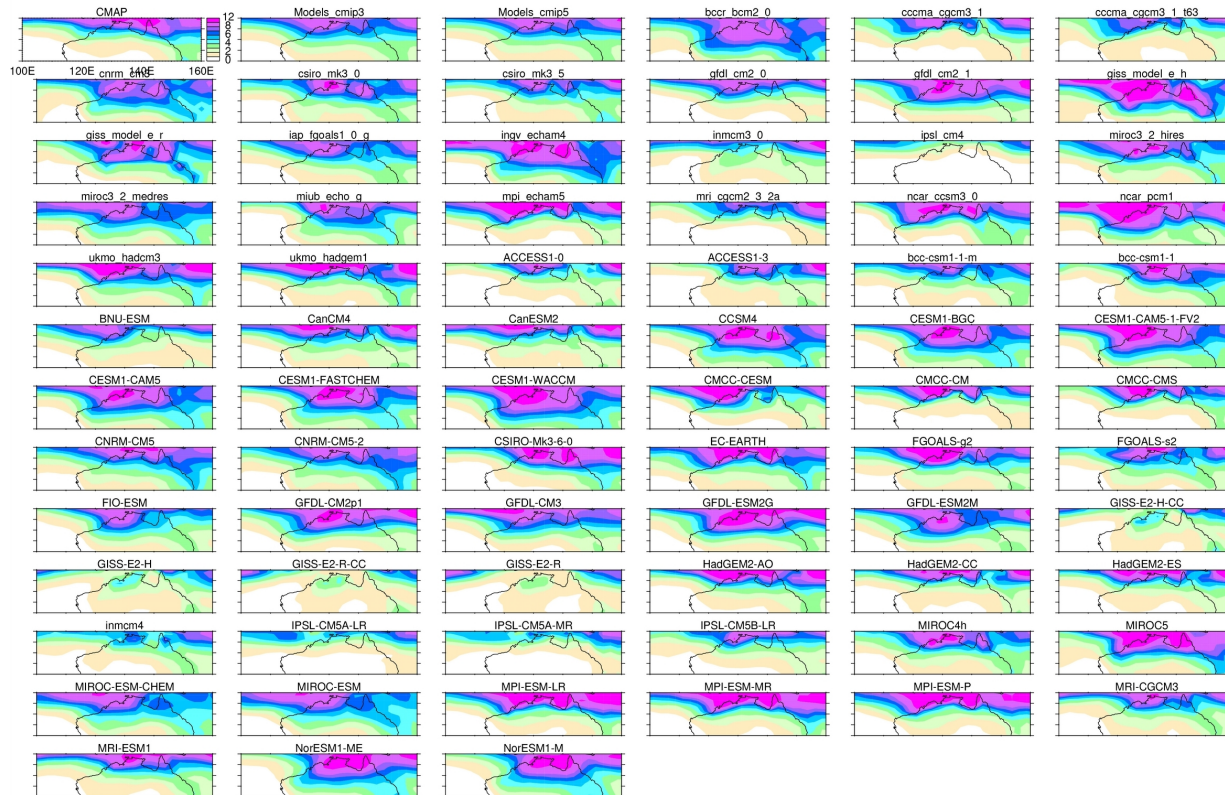 CMAP Models_cmip3 Models_cmip5 bccr_bcm2_0 cccma_cgcm3_1 cccma_cgcm3_1_t63
12
8
6
4
2
0
100E 120E 140E 160E
cnrm_cm3 csiro_mk3_0 csiro_mk3_5 gfdl_cm2_0 gfdl_cm2_1 giss_model_e_h
giss_model_e_r iap_fgoals1_0_g ingv_echam4 inmcm3_0 ipsl_cm4 miroc3_2_hires
miroc3_2_medres miub_echo_g mpi_echam5 mri_cgcm2_3_2a ncar_ccsm3_0 ncar_pcm1
ukmo_hadcm3 ukmo_hadgem1 ACCESS1-0 ACCESS1-3 bcc-csm1-1-m bcc-csm1-1
BNU-ESM CanCM4 CanESM2 CCSM4 CESM1-BGC CESM1-CAM5-1-FV2
CESM1-CAM5 CESM1-FASTCHEM CESM1-WACCM CMCC-CESM CMCC-CM CMCC-CMS
CNRM-CM5 CNRM-CM5-2 CSIRO-Mk3-6-0 EC-EARTH FGOALS-g2 FGOALS-s2
FIO-ESM GFDL-CM2p1 GFDL-CM3 GFDL-ESM2G GFDL-ESM2M GISS-E2-H-CC
GISS-E2-H GISS-E2-R-CC GISS-E2-R HadGEM2-AO HadGEM2-CC HadGEM2-ES
inmcm4 IPSL-CM5A-LR IPSL-CM5A-MR IPSL-CM5B-LR MIROC4h MIROC5
MIROC-ESM-CHEM MIROC-ESM MPI-ESM-LR MPI-ESM-MR MPI-ESM-P MRI-CGCM3
MRI-ESM1 NorESM1-ME NorESM1-M